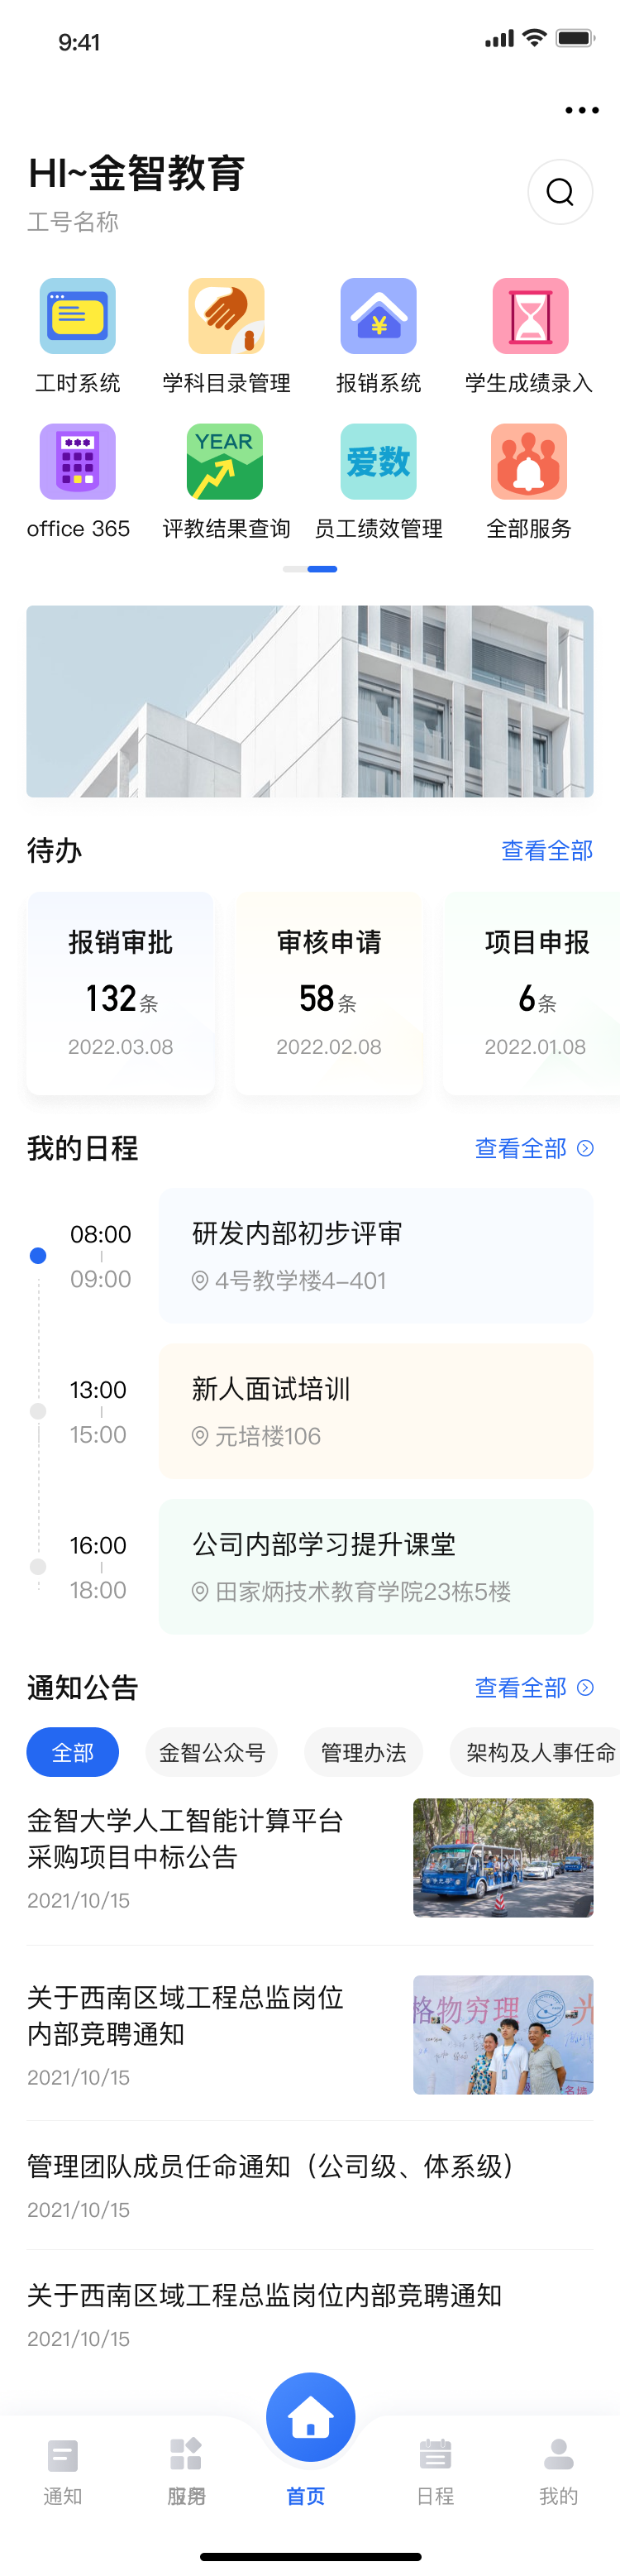 9:41
HI~金智教育
工号名称
工时系统
学科目录管理
报销系统
学生成绩录入
YEAR
爱数
office 365
评教结果查询
员工绩效管理
全部服务
待办
查看全部
报销审批
审核申请
项目申报
132条
58条
6条
2022.03.08
2022.02.08
2022.01.08
我的日程
查看全部
08:00
09:00
研发内部初步评审
4号教学楼4-401
13:00
15:00
新人面试培训
元培楼106
16:00
18:00
公司内部学习提升课堂
田家炳技术教育学院23栋5楼
通知公告
查看全部
全部
金智公众号
管理办法
架构及人事任命
金智大学人工智能计算平台
采购项目中标公告
2021/10/15
关于西南区域工程总监岗位
内部竞聘通知
2021/10/15
格物穷理
光
管理团队成员任命通知（公司级、体系级）
2021/10/15
关于西南区域工程总监岗位内部竞聘通知
2021/10/15
通知
首页
日程
我的